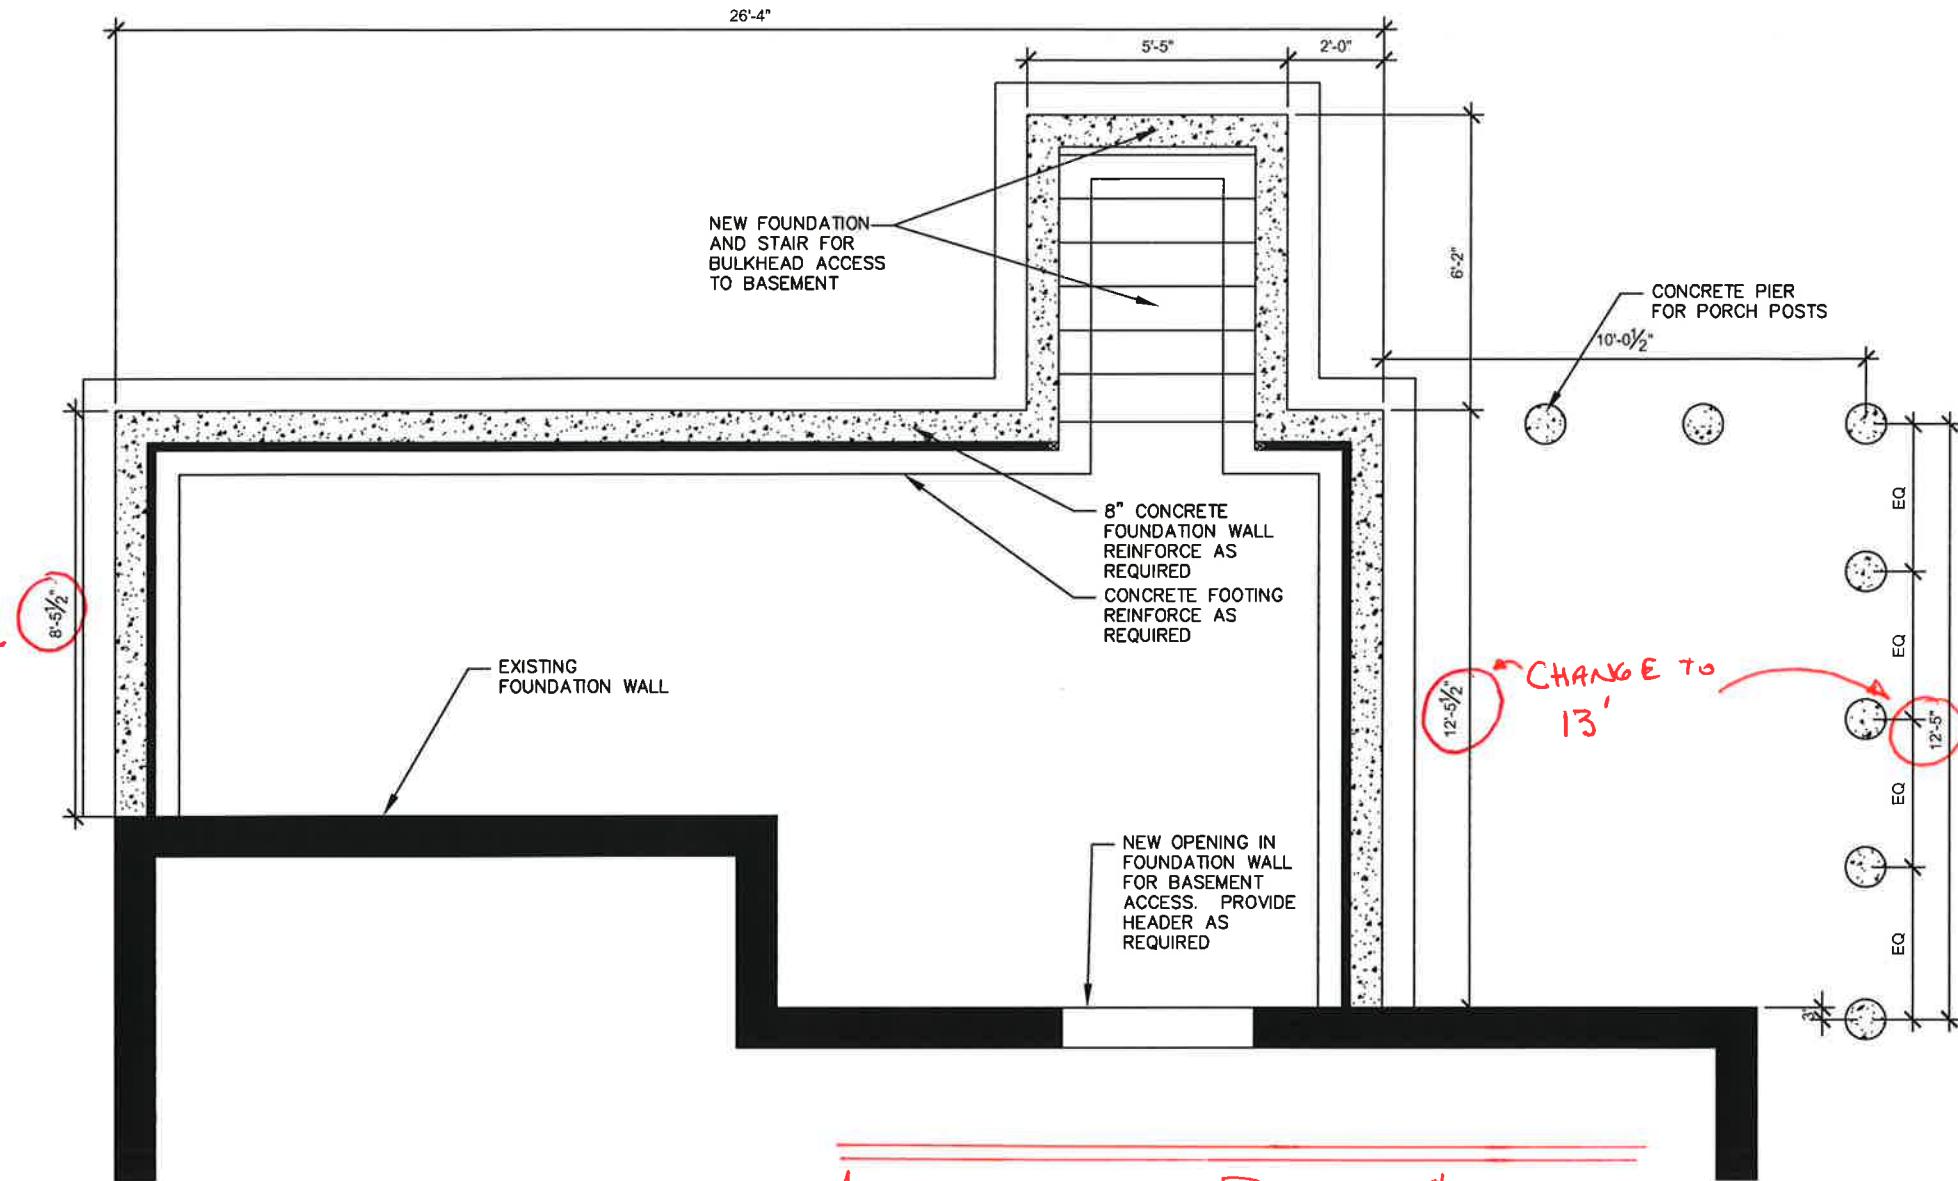 26'-4"
5'-5"
2'-0"
NEW FOUNDATION
AND STAIR FOR
BULKHEAD ACCESS
TO BASEMENT
6'-2"
CONCRETE PIER
FOR PORCH POSTS
10'-0½"
8" CONCRETE
FOUNDATION WALL
REINFORCE AS
REQUIRED
CONCRETE FOOTING
REINFORCE AS
REQUIRED
EQ
8'-5½"
EXISTING
FOUNDATION WALL
EQ
12'-5½"
CHANGE TO
13'
12'-5"
EQ
NEW OPENING IN
FOUNDATION WALL
FOR BASEMENT
ACCESS. PROVIDE
HEADER AS
REQUIRED
EQ
3"